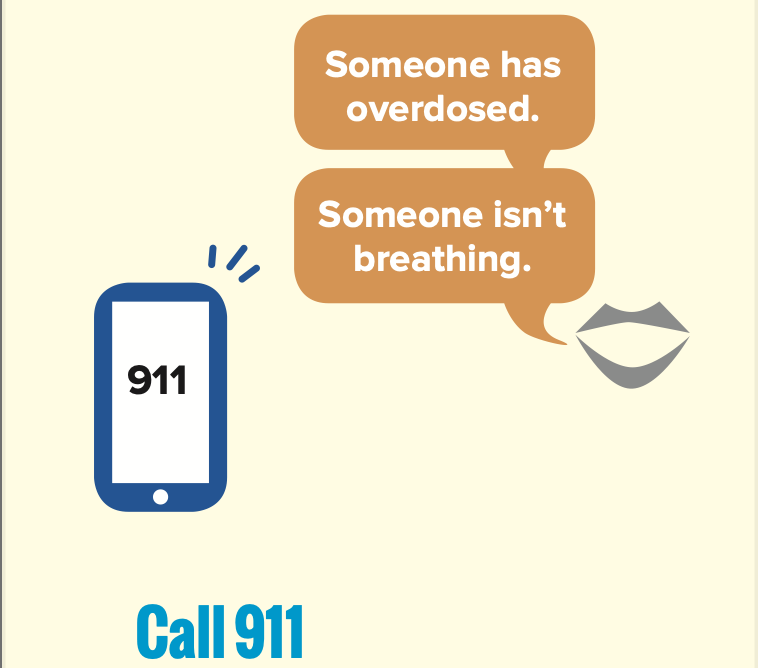 Someone has
overdosed.
Someone isn’t
breathing.
911
Call 911